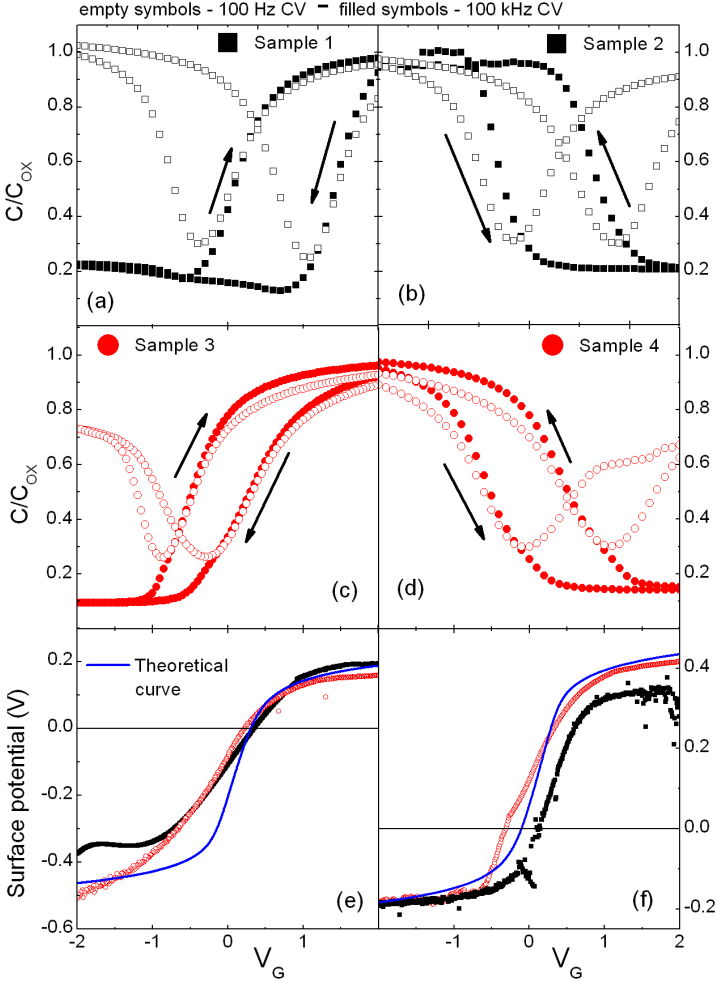 empty symbols - 100 Hz CV - filled symbols - 100 kHz CV
Sample 1
Sample 2
1.0
0.8
0.6
0.4
0.2
C/C_OX
(a)
(b)
1.0
0.8
0.6
0.4
0.2
Sample 3
Sample 4
1.0
0.8
0.6
0.4
0.2
C/C_OX
(c)
(d)
1.0
0.8
0.6
0.4
0.2
Theoretical
curve
0.2
0.0
-0.2
-0.4
-0.6
Surface potential (V)
(e)
(f)
0.4
0.2
0.0
-0.2
-2
-1
0
1
-1
0
1
2
V_G
V_G